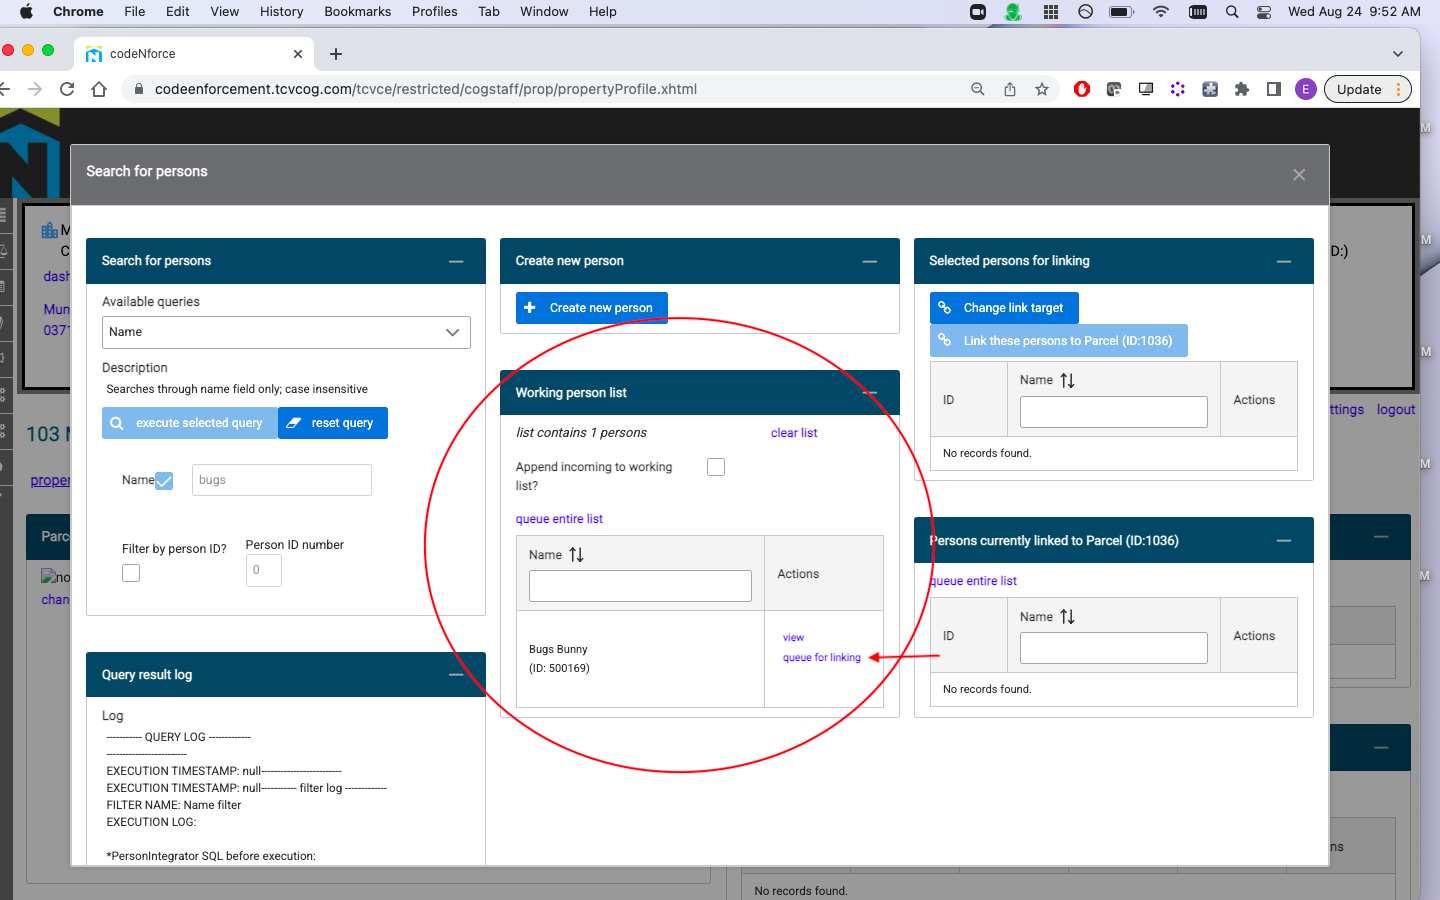 Chrome File Edit View History Bookmarks Profiles Tab Window Help Wed Aug 24 9:52 AM
codeNforce
codeenforcement.tcvcog.com/tcvce/restricted/cogstaff/prop/propertyProfile.xhtml
E
Update
Search for persons
M
C
D:)
dash
Mun
037
ttings logout
103
proper
Parc
no
chan
Search for persons
Available queries
Name
Description
Searches through name field only; case insensitive
execute selected query
reset query
Name
bugs
Filter by person ID?
Person ID number
0
Query result log
Log
----------- QUERY LOG -------------
-------------------------
EXECUTION TIMESTAMP: null-------------------------
EXECUTION TIMESTAMP: null----------- filter log -------------
FILTER NAME: Name filter
EXECUTION LOG:
*PersonIntegrator SQL before execution:
Create new person
Create new person
Working person list
list contains 1 persons
clear list
Append incoming to working
list?
queue entire list
Name
Actions
Bugs Bunny
(ID: 500169)
view
queue for linking
Selected persons for linking
Change link target
Link these persons to Parcel (ID:1036)
ID
Name
Actions
No records found.
Persons currently linked to Parcel (ID:1036)
queue entire list
ID
Name
Actions
No records found.
ns
No records found.
M
M
M
M
M